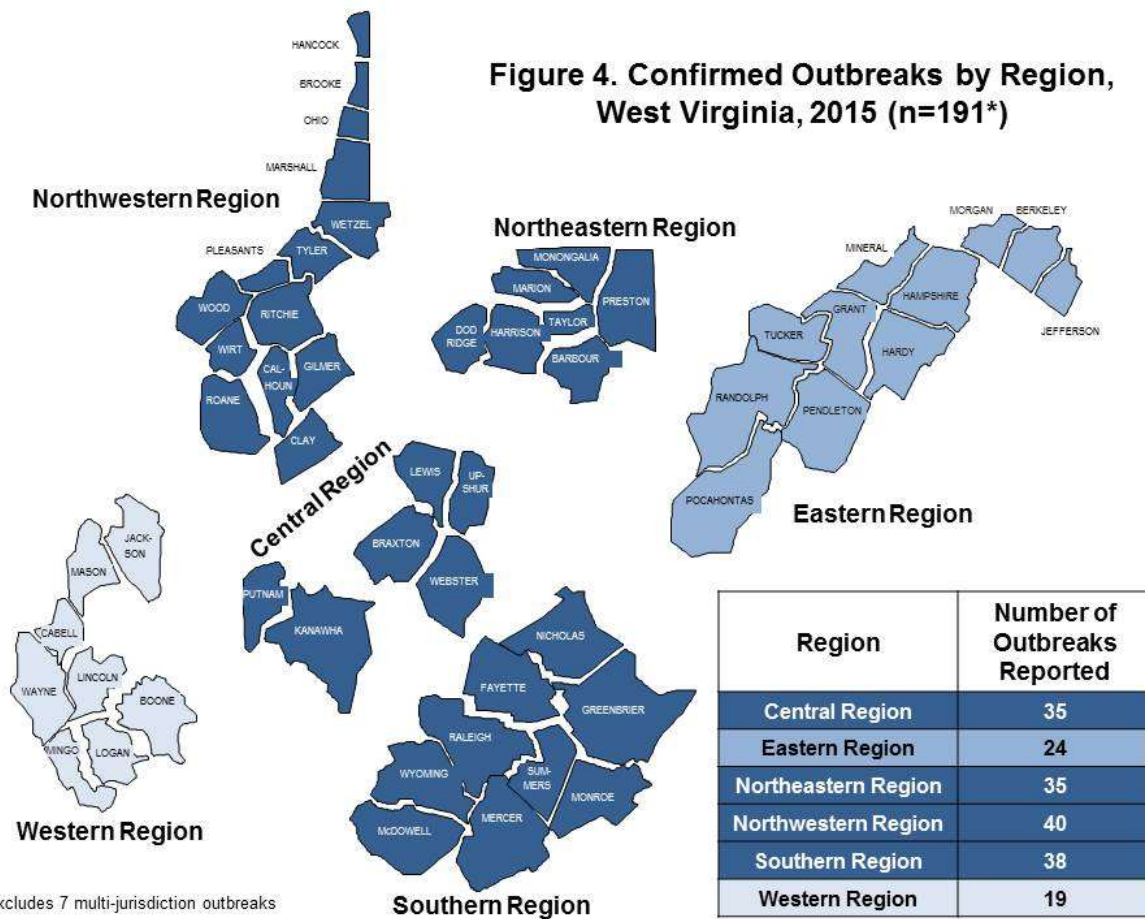 Figure 4. Confirmed Outbreaks by Region,
West Virginia, 2015 (n=191*)
HANCOCK
BROOKE
OHIO
MARSHALL
Northwestern Region
WETZEL
PLEASANTS
TYLER
WOOD
RITCHIE
WIRT
CAL-
HOUN
GILMER
ROANE
CLAY
Northeastern Region
MONONGALIA
MARION
PRESTON
DOD
RIDGE
HARRISON
TAYLOR
BARBOUR
MORGAN
BERKELEY
MINERAL
HAMPSHIRE
GRANT
JEFFERSON
TUCKER
HARDY
RANDOLPH
PENDLETON
POCAHONTAS
Eastern Region
Central Region
LEWIS
UP-
SHUR
BRAXTON
WEBSTER
PUTNAM
KANAWHA
JACK-
SON
MASON
CABELL
WAYNE
LINCOLN
BOONE
MINGO
LOGAN
Western Region
NICHOLAS
FAYETTE
GREENBRIER
RALEIGH
WYOMING
SUM-
MERS
MONROE
MERCER
McDOWELL
Southern Region
Region
Number of
Outbreaks
Reported
Central Region 35
Eastern Region 24
Northeastern Region 35
Northwestern Region 40
Southern Region 38
Western Region 19
xcludes 7 multi-jurisdiction outbreaks